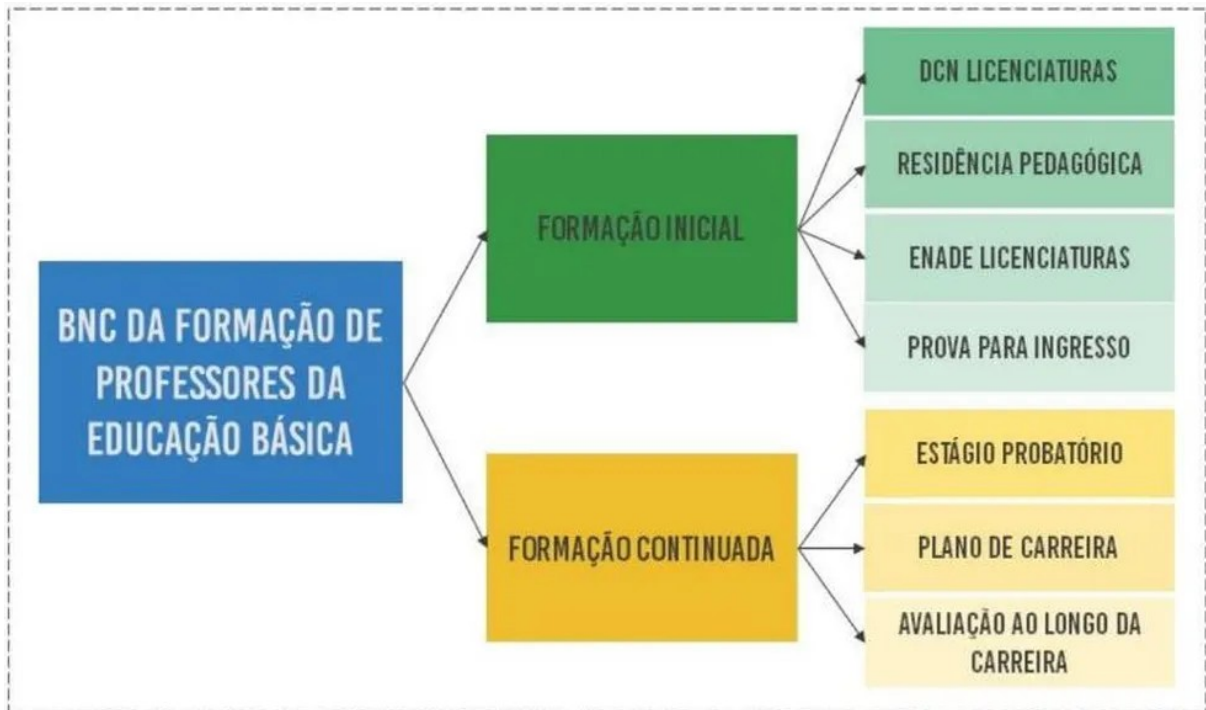 BNC DA FORMAÇÃO DE
PROFESSORES DA
EDUCAÇÃO BÁSICA
FORMAÇÃO INICIAL
DCN LICENCIATURAS
RESIDÊNCIA PEDAGÓGICA
ENADE LICENCIATURAS
PROVA PARA INGRESSO
FORMAÇÃO CONTINUADA
ESTÁGIO PROBATÓRIO
PLANO DE CARREIRA
AVALIAÇÃO AO LONGO DA
CARREIRA